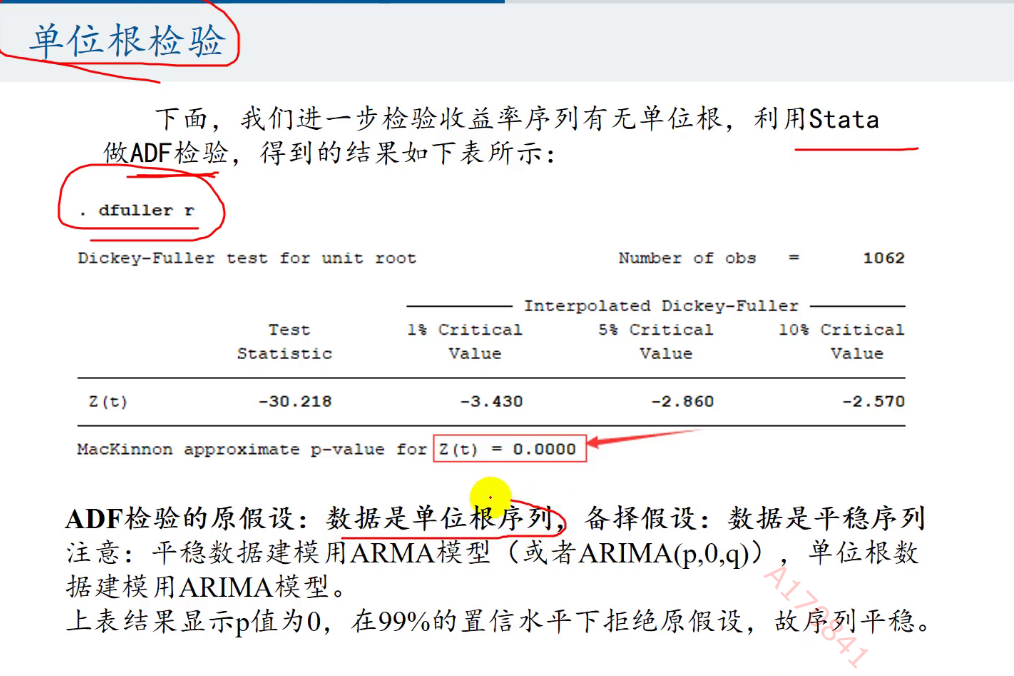 单位根检验
下面，我们进一步检验收益率序列有无单位根，利用Stata
做ADF检验，得到的结果如下表所示：
. dfuller r
Dickey-Fuller test for unit root Number of obs = 1062
Interpolated Dickey-Fuller
Test 1% Critical 5% Critical 10% Critical
Statistic Value Value Value
Z(t) -30.218 -3.430 -2.860 -2.570
MacKinnon approximate p-value for Z(t) = 0.0000
ADF检验的原假设：数据是单位根序列，备择假设：数据是平稳序列
注意：平稳数据建模用ARMA模型（或者ARIMA(p,0,q)），单位根数
据建模用ARIMA模型。
上表结果显示p值为0，在99%的置信水平下拒绝原假设，故序列平稳。